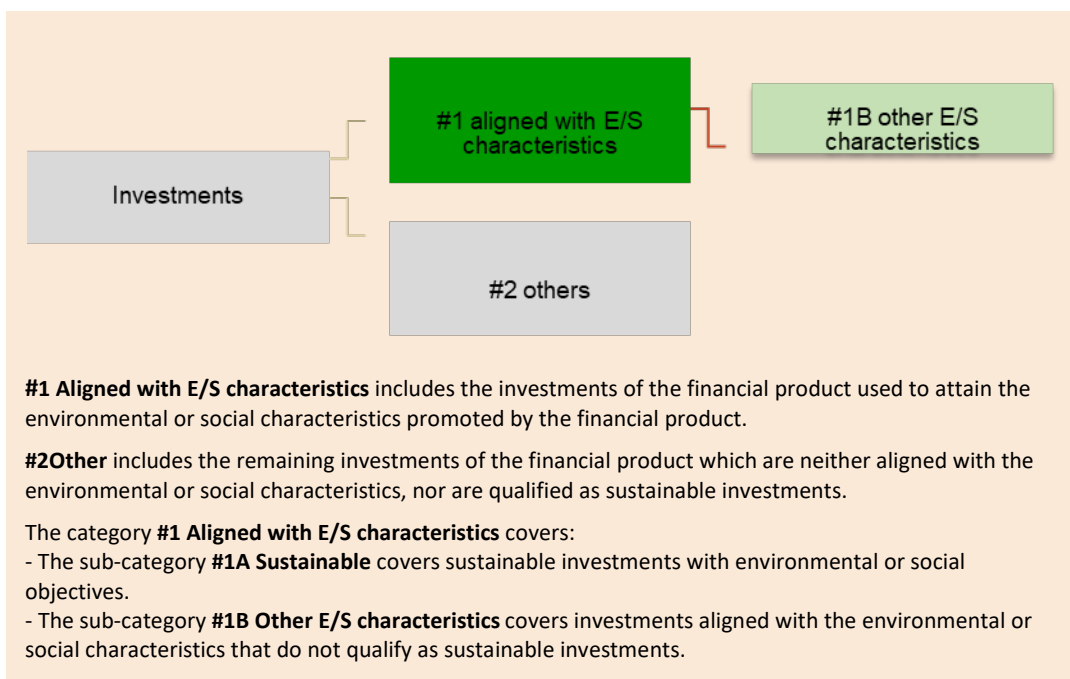 #1 aligned with E/S
characteristics
#1B other E/S
characteristics
Investments
#2 others
#1 Aligned with E/S characteristics includes the investments of the financial product used to attain the
environmental or social characteristics promoted by the financial product.
#2Other includes the remaining investments of the financial product which are neither aligned with the
environmental or social characteristics, nor are qualified as sustainable investments.
The category #1 Aligned with E/S characteristics covers:
- The sub-category #1A Sustainable covers sustainable investments with environmental or social
objectives.
- The sub-category #1B Other E/S characteristics covers investments aligned with the environmental or
social characteristics that do not qualify as sustainable investments.